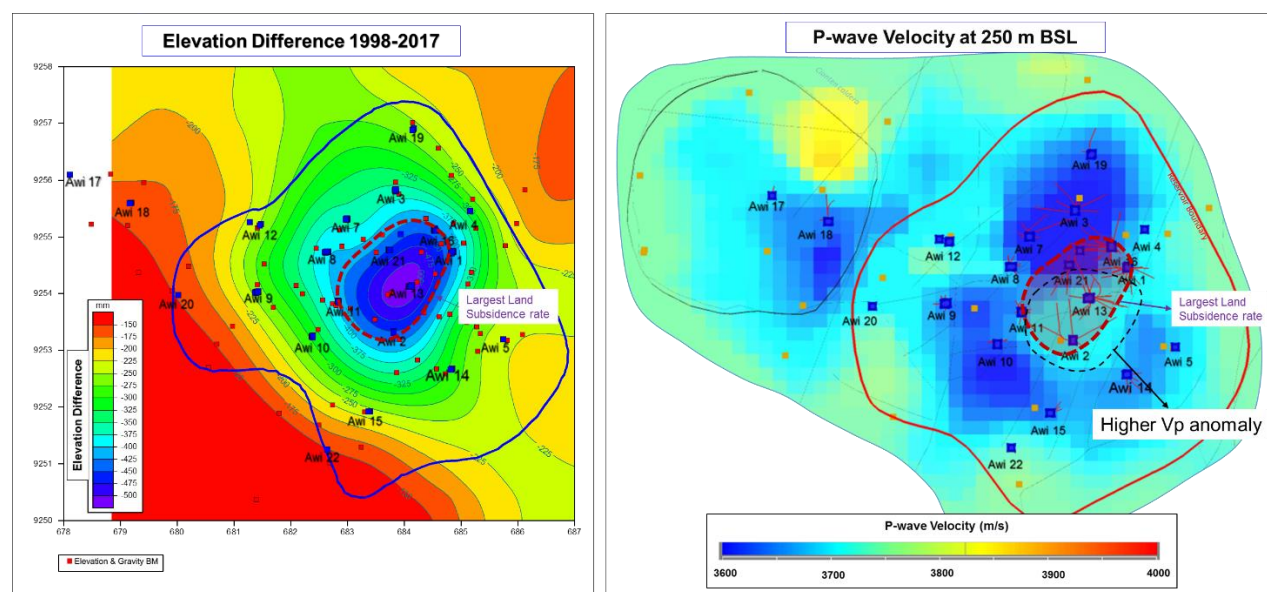 Elevation Difference 1998-2017
9258
9257
9256
9255
9254
9253
9252
9251
9250
678
679
680
681
682
683
684
685
686
687
Awi 19
Awi 17
Awi 18
Awi 3
Awi 4
Awi 7
Awi 12
Awi 16
Awi 8
Awi 21
Awi 1
Awi 9
Awi 13
Awi 20
Awi 11
Awi 2
Awi 10
Awi 5
Awi 14
Awi 15
Awi 22
Largest Land
Subsidence rate
mm
-150
-175
-200
-225
-250
-275
-300
-325
-350
-375
-400
-425
-450
-475
-500
Elevation Difference
Elevation & Gravity BM
P-wave Velocity at 250 m BSL
Awi 19
Awi 17
Awi 18
Awi 3
Awi 4
Awi 7
Awi 12
Awi 8
Awi 1
Awi 21
Awi 9
Awi 13
Awi 20
Awi 11
Awi 10
Awi 2
Awi 5
Awi 14
Awi 15
Awi 22
Reservoir Boundary
Largest Land
Subsidence rate
Higher Vp anomaly
P-wave Velocity (m/s)
3600
3700
3800
3900
4000